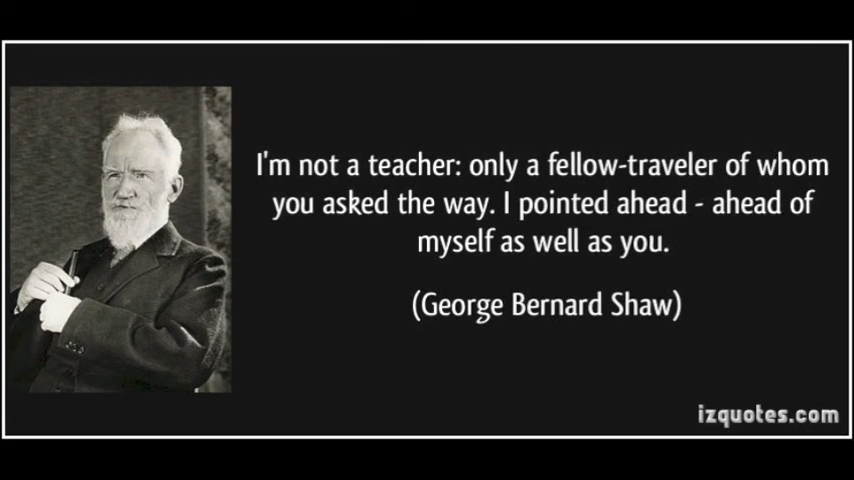 I'm not a teacher: only a fellow-traveler of whom
you asked the way. I pointed ahead - ahead of
myself as well as you.
(George Bernard Shaw)
izquotes.com